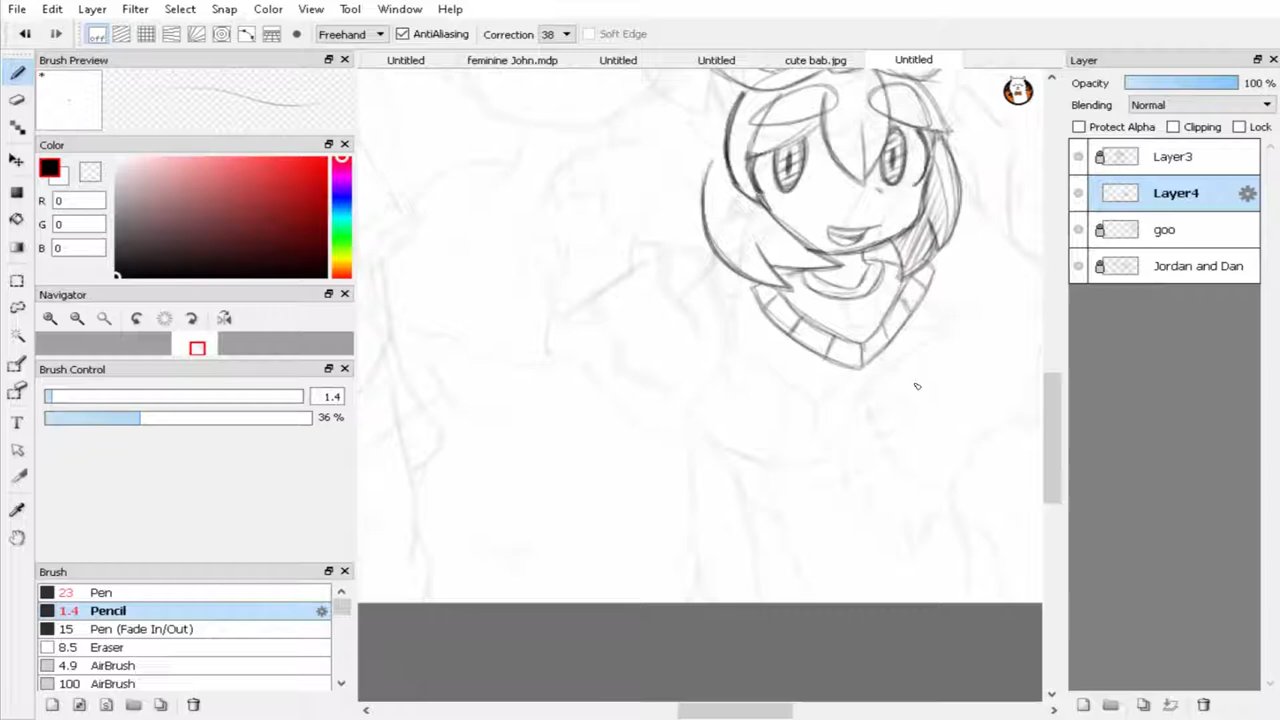 File Edit Layer Filter Select Snap Color View Tool Window Help
off Freehand AntiAliasing Correction 38 Soft Edge
Brush Preview
Untitled feminine John.mdp Untitled Untitled cute bab.jpg Untitled
Layer
Opacity 100 %
Blending Normal
Protect Alpha Clipping Lock
Layer3
Layer4
goo
Jordan and Dan
*
Color
R 0
G 0
B 0
Navigator
Brush Control
1.4
36 %
Brush
23 Pen
1.4 Pencil
15 Pen (Fade In/Out)
8.5 Eraser
4.9 AirBrush
100 AirBrush
T